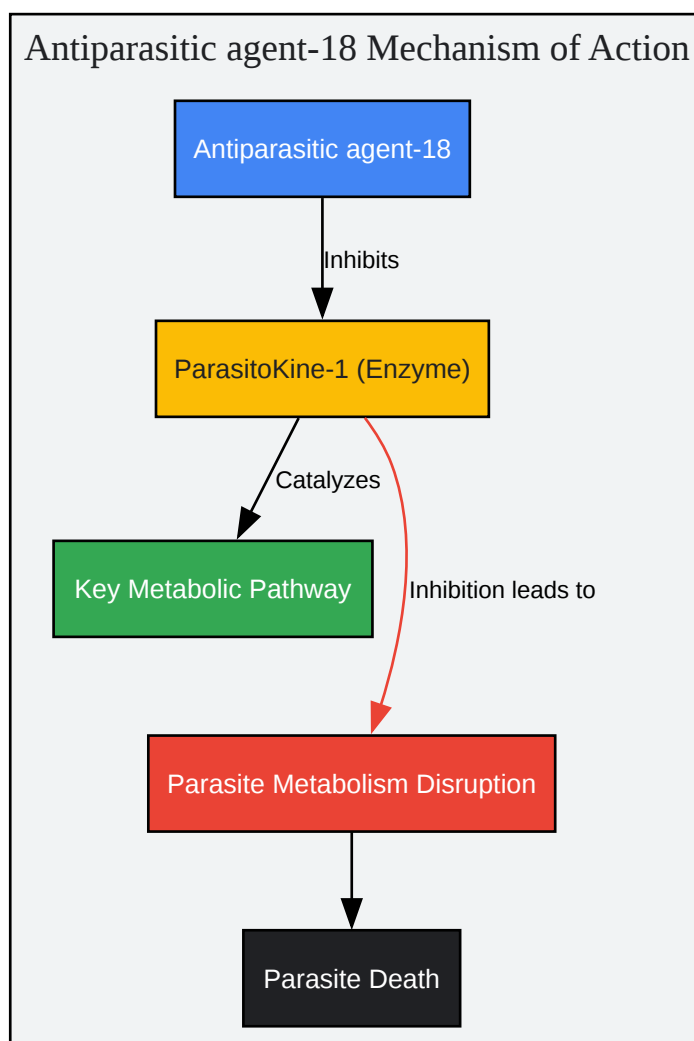 Antiparasitic agent-18 Mechanism of Action
Antiparasitic agent-18
Inhibits
ParasitoKine-1 (Enzyme)
Catalyzes
Key Metabolic Pathway
Inhibition leads to
Parasite Metabolism Disruption
Parasite Death